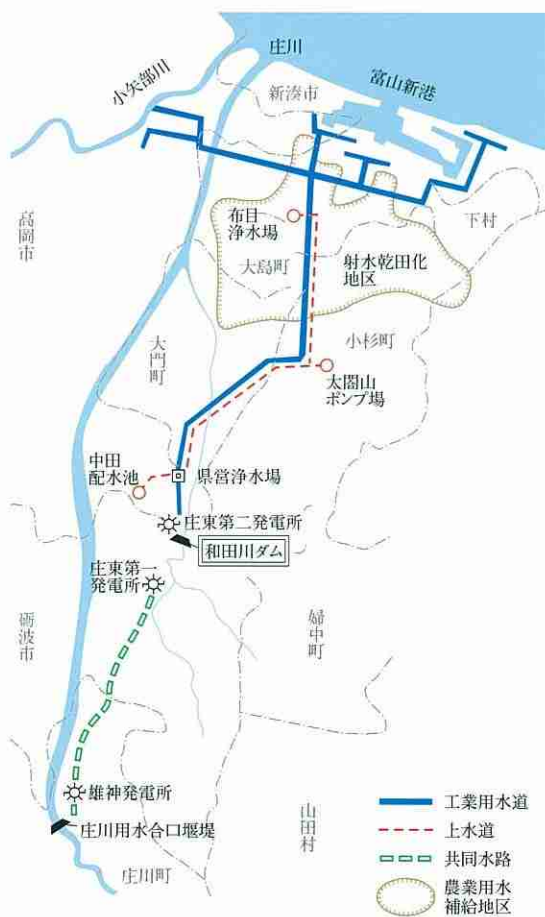 庄川
小矢部川
富山新港
新湊市
高岡市
布目
浄水場
下村
大島町
射水乾田化
地区
小杉町
大門町
太閤山
ポンプ場
中田
配水池
県営浄水場
庄東第二発電所
和田川ダム
庄東第一
発電所
婦中町
砺波市
雄神発電所
庄川用水合口堰堤
庄川町
山田村
工業用水道
上水道
共同水路
農業用水
補給地区